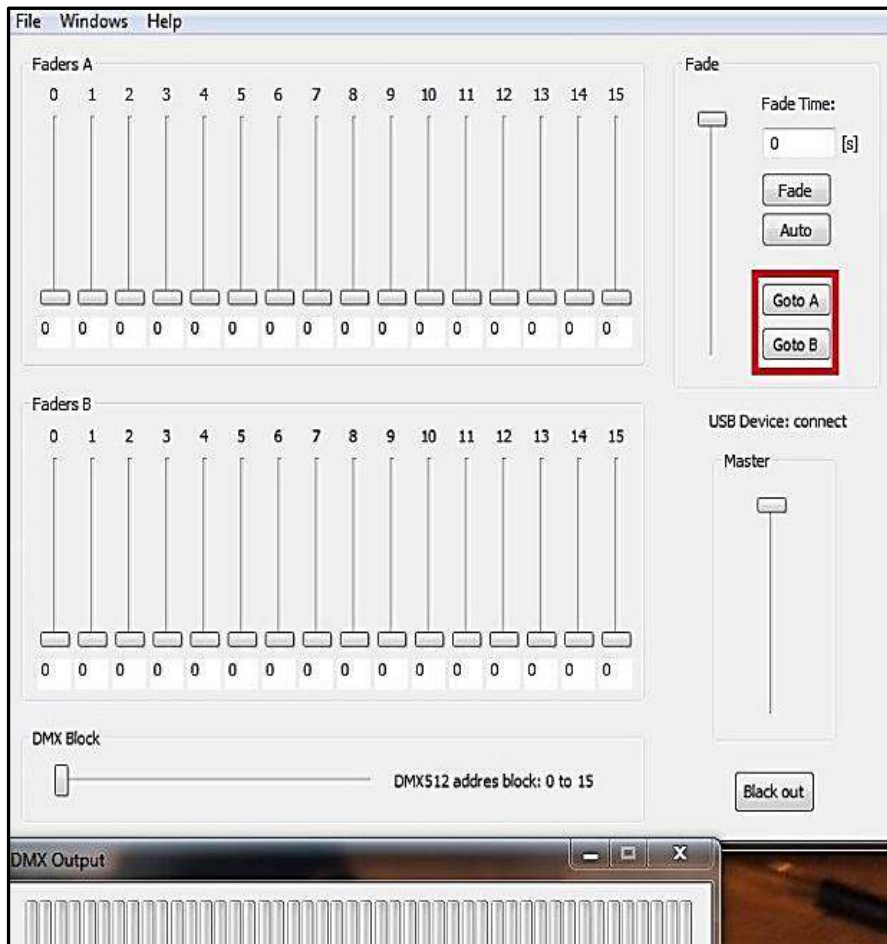 File Windows Help
Faders A
0 1 2 3 4 5 6 7 8 9 10 11 12 13 14 15
0 0 0 0 0 0 0 0 0 0 0 0 0 0 0 0
Fade
Fade Time:
0 [s]
Fade
Auto
Goto A
Goto B
Faders B
0 1 2 3 4 5 6 7 8 9 10 11 12 13 14 15
0 0 0 0 0 0 0 0 0 0 0 0 0 0 0 0
USB Device: connect
Master
DMX Block
DMX512 addres block: 0 to 15
Black out
DMX Output